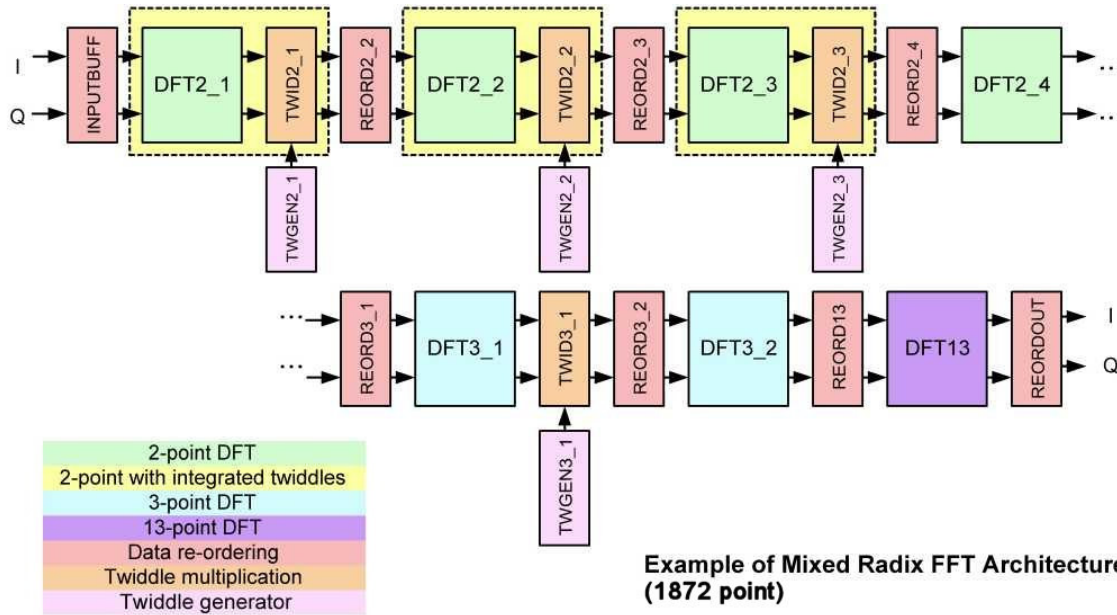 I
Q
INPUTBUFF
DFT2_1
TWID2_1
REORD2_2
DFT2_2
TWID2_2
REORD2_3
DFT2_3
TWID2_3
REORD2_4
DFT2_4
...
...
TWGEN2_1
TWGEN2_2
TWGEN2_3
...
...
REORD3_1
DFT3_1
TWID3_1
REORD3_2
DFT3_2
REORD13
DFT13
REORDOUT
I
Q
TWGEN3_1
2-point DFT
2-point with integrated twiddles
3-point DFT
13-point DFT
Data re-ordering
Twiddle multiplication
Twiddle generator
Example of Mixed Radix FFT Architecture
(1872 point)